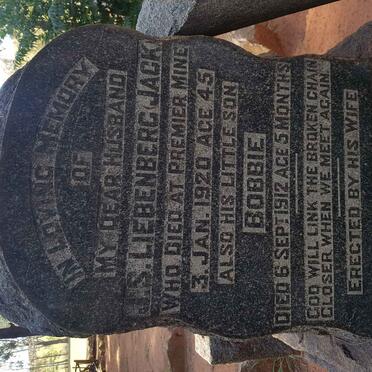 IN LOVING MEMORY
OF
MY DEAR HUSBAND
J.S. LIEBENBERG, JACK
WHO DIED AT PREMIER MINE
3. JAN. 1920 AGE 45
ALSO HIS LITTLE SON
BOBBIE
DIED 6 SEPT: 1912 AGE 5 MONTHS
GOD WILL LINK THE BROKEN CHAIN
CLOSER WHEN WE MEET AGAIN
ERECTED BY HIS WIFE